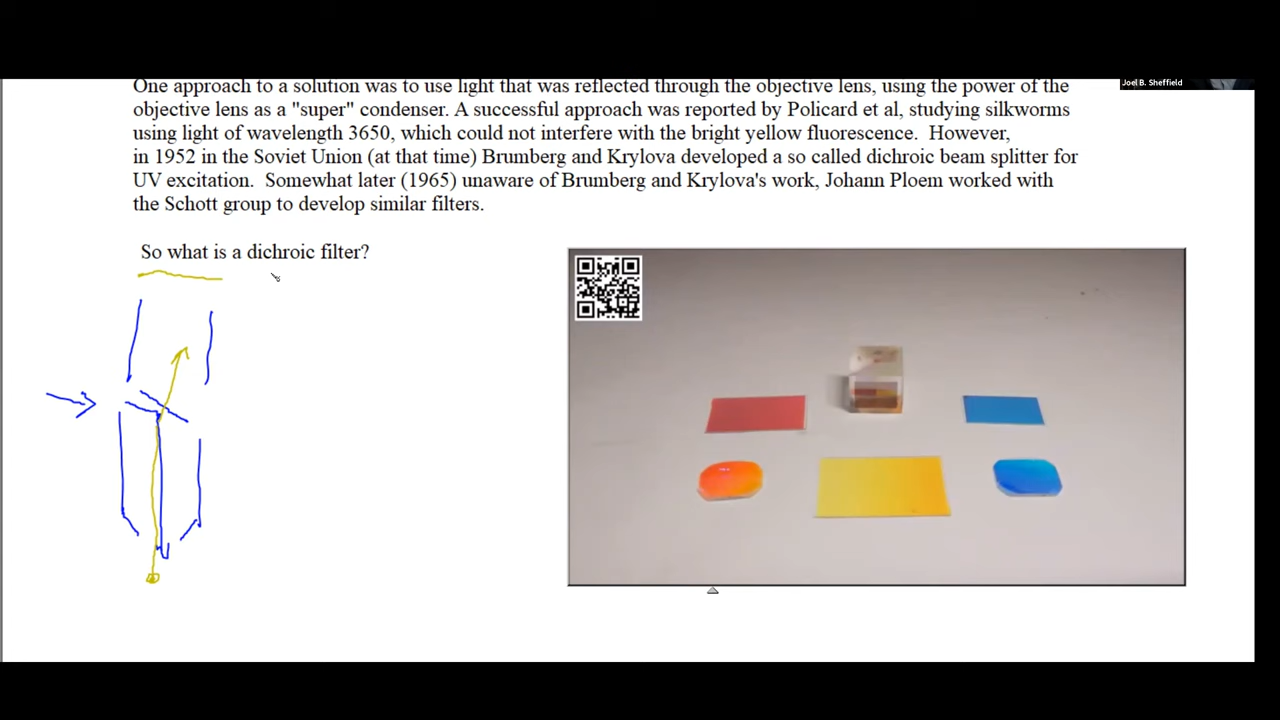 Joel B. Sheffield
One approach to a solution was to use light that was reflected through the objective lens, using the power of the
objective lens as a "super" condenser. A successful approach was reported by Policard et al, studying silkworms
using light of wavelength 3650, which could not interfere with the bright yellow fluorescence.  However,
in 1952 in the Soviet Union (at that time) Brumberg and Krylova developed a so called dichroic beam splitter for
UV excitation.  Somewhat later (1965) unaware of Brumberg and Krylova's work, Johann Ploem worked with
the Schott group to develop similar filters.
So what is a dichroic filter?